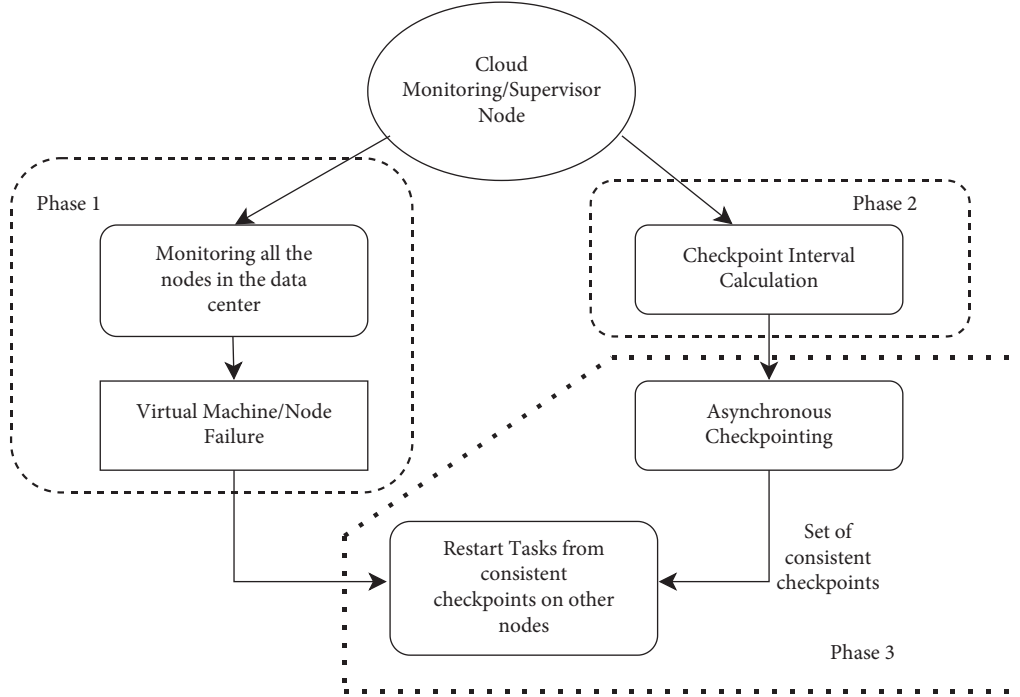 Cloud
Monitoring/Supervisor
Node
Phase 1
Monitoring all the
nodes in the data
center
Virtual Machine/Node
Failure
Phase 2
Checkpoint Interval
Calculation
Asynchronous
Checkpointing
Set of
consistent
checkpoints
Restart Tasks from
consistent
checkpoints on other
nodes
Phase 3